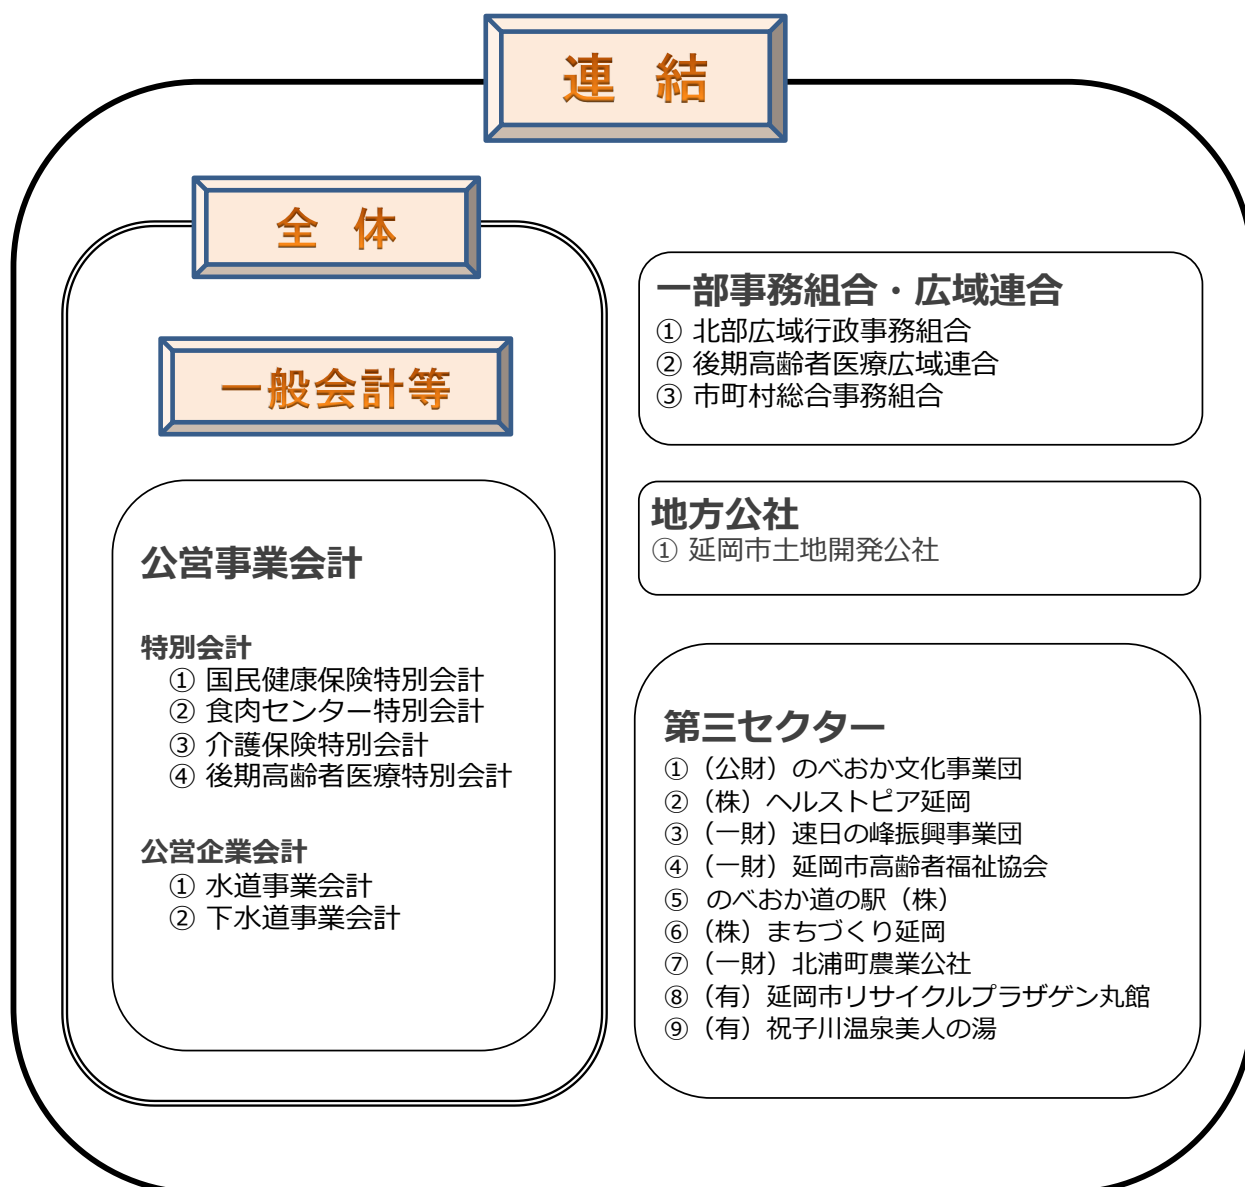 連 結
全 体
一般会計等
公営事業会計
特別会計
① 国民健康保険特別会計
② 食肉センター特別会計
③ 介護保険特別会計
④ 後期高齢者医療特別会計
公営企業会計
① 水道事業会計
② 下水道事業会計
一部事務組合・広域連合
① 北部広域行政事務組合
② 後期高齢者医療広域連合
③ 市町村総合事務組合
地方公社
① 延岡市土地開発公社
第三セクター
①（公財）のべおか文化事業団
②（株）ヘルストピア延岡
③（一財）速日の峰振興事業団
④（一財）延岡市高齢者福祉協会
⑤ のべおか道の駅（株）
⑥（株）まちづくり延岡
⑦（一財）北浦町農業公社
⑧（有）延岡市リサイクルプラザゲン丸館
⑨（有）祝子川温泉美人の湯